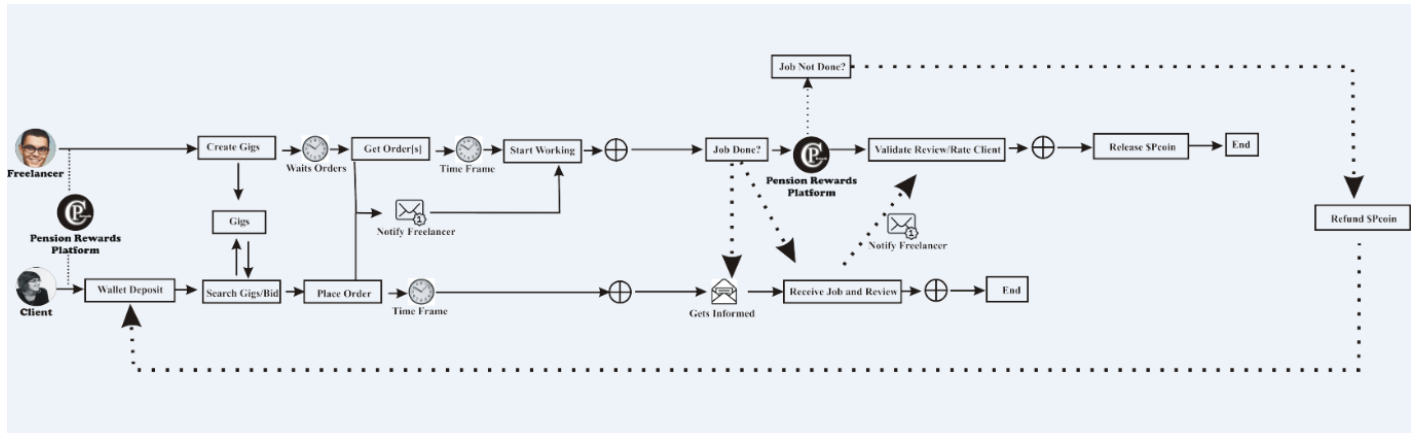 Job Not Done?
Create Gigs
Get Order[s]
Start Working
Job Done?
Validate Review/Rate Client
Release $Pcoin
End
Waits Orders
Time Frame
Freelancer
Pension Rewards
Platform
Pension Rewards
Platform
Gigs
1
Notify Freelancer
1
Notify Freelancer
Refund $Pcoin
Wallet Deposit
Search Gigs/Bid
Place Order
Receive Job and Review
End
Client
Time Frame
Gets Informed